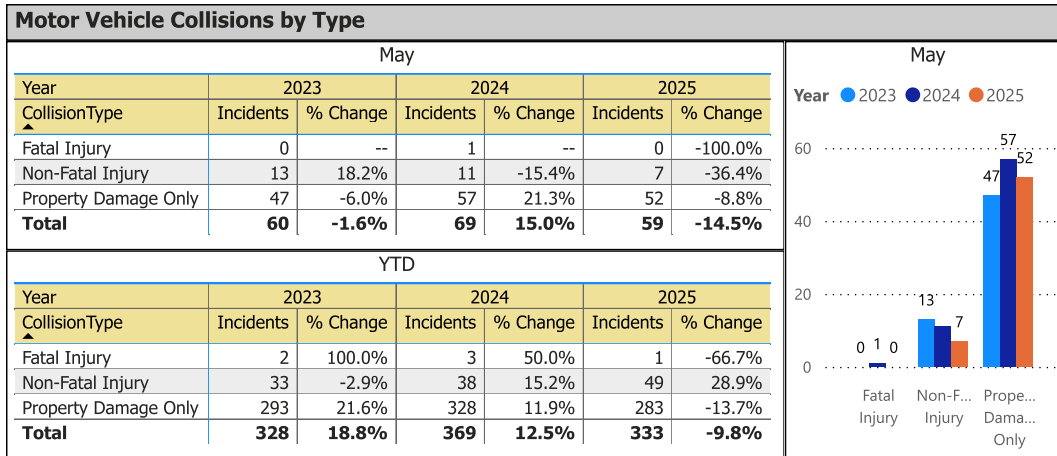 Motor Vehicle Collisions by Type
May
Year 2023 2024 2025
CollisionType Incidents % Change Incidents % Change Incidents % Change
Fatal Injury 0 -- 1 -- 0 -100.0%
Non-Fatal Injury 13 18.2% 11 -15.4% 7 -36.4%
Property Damage Only 47 -6.0% 57 21.3% 52 -8.8%
Total 60 -1.6% 69 15.0% 59 -14.5%
YTD
Year 2023 2024 2025
CollisionType Incidents % Change Incidents % Change Incidents % Change
Fatal Injury 2 100.0% 3 50.0% 1 -66.7%
Non-Fatal Injury 33 -2.9% 38 15.2% 49 28.9%
Property Damage Only 293 21.6% 328 11.9% 283 -13.7%
Total 328 18.8% 369 12.5% 333 -9.8%
May
Year 2023 2024 2025
57
60 52
47
40
20
13
7
0 1 0
0
Fatal Non-F... Prope...
Injury Injury Dama...
Only